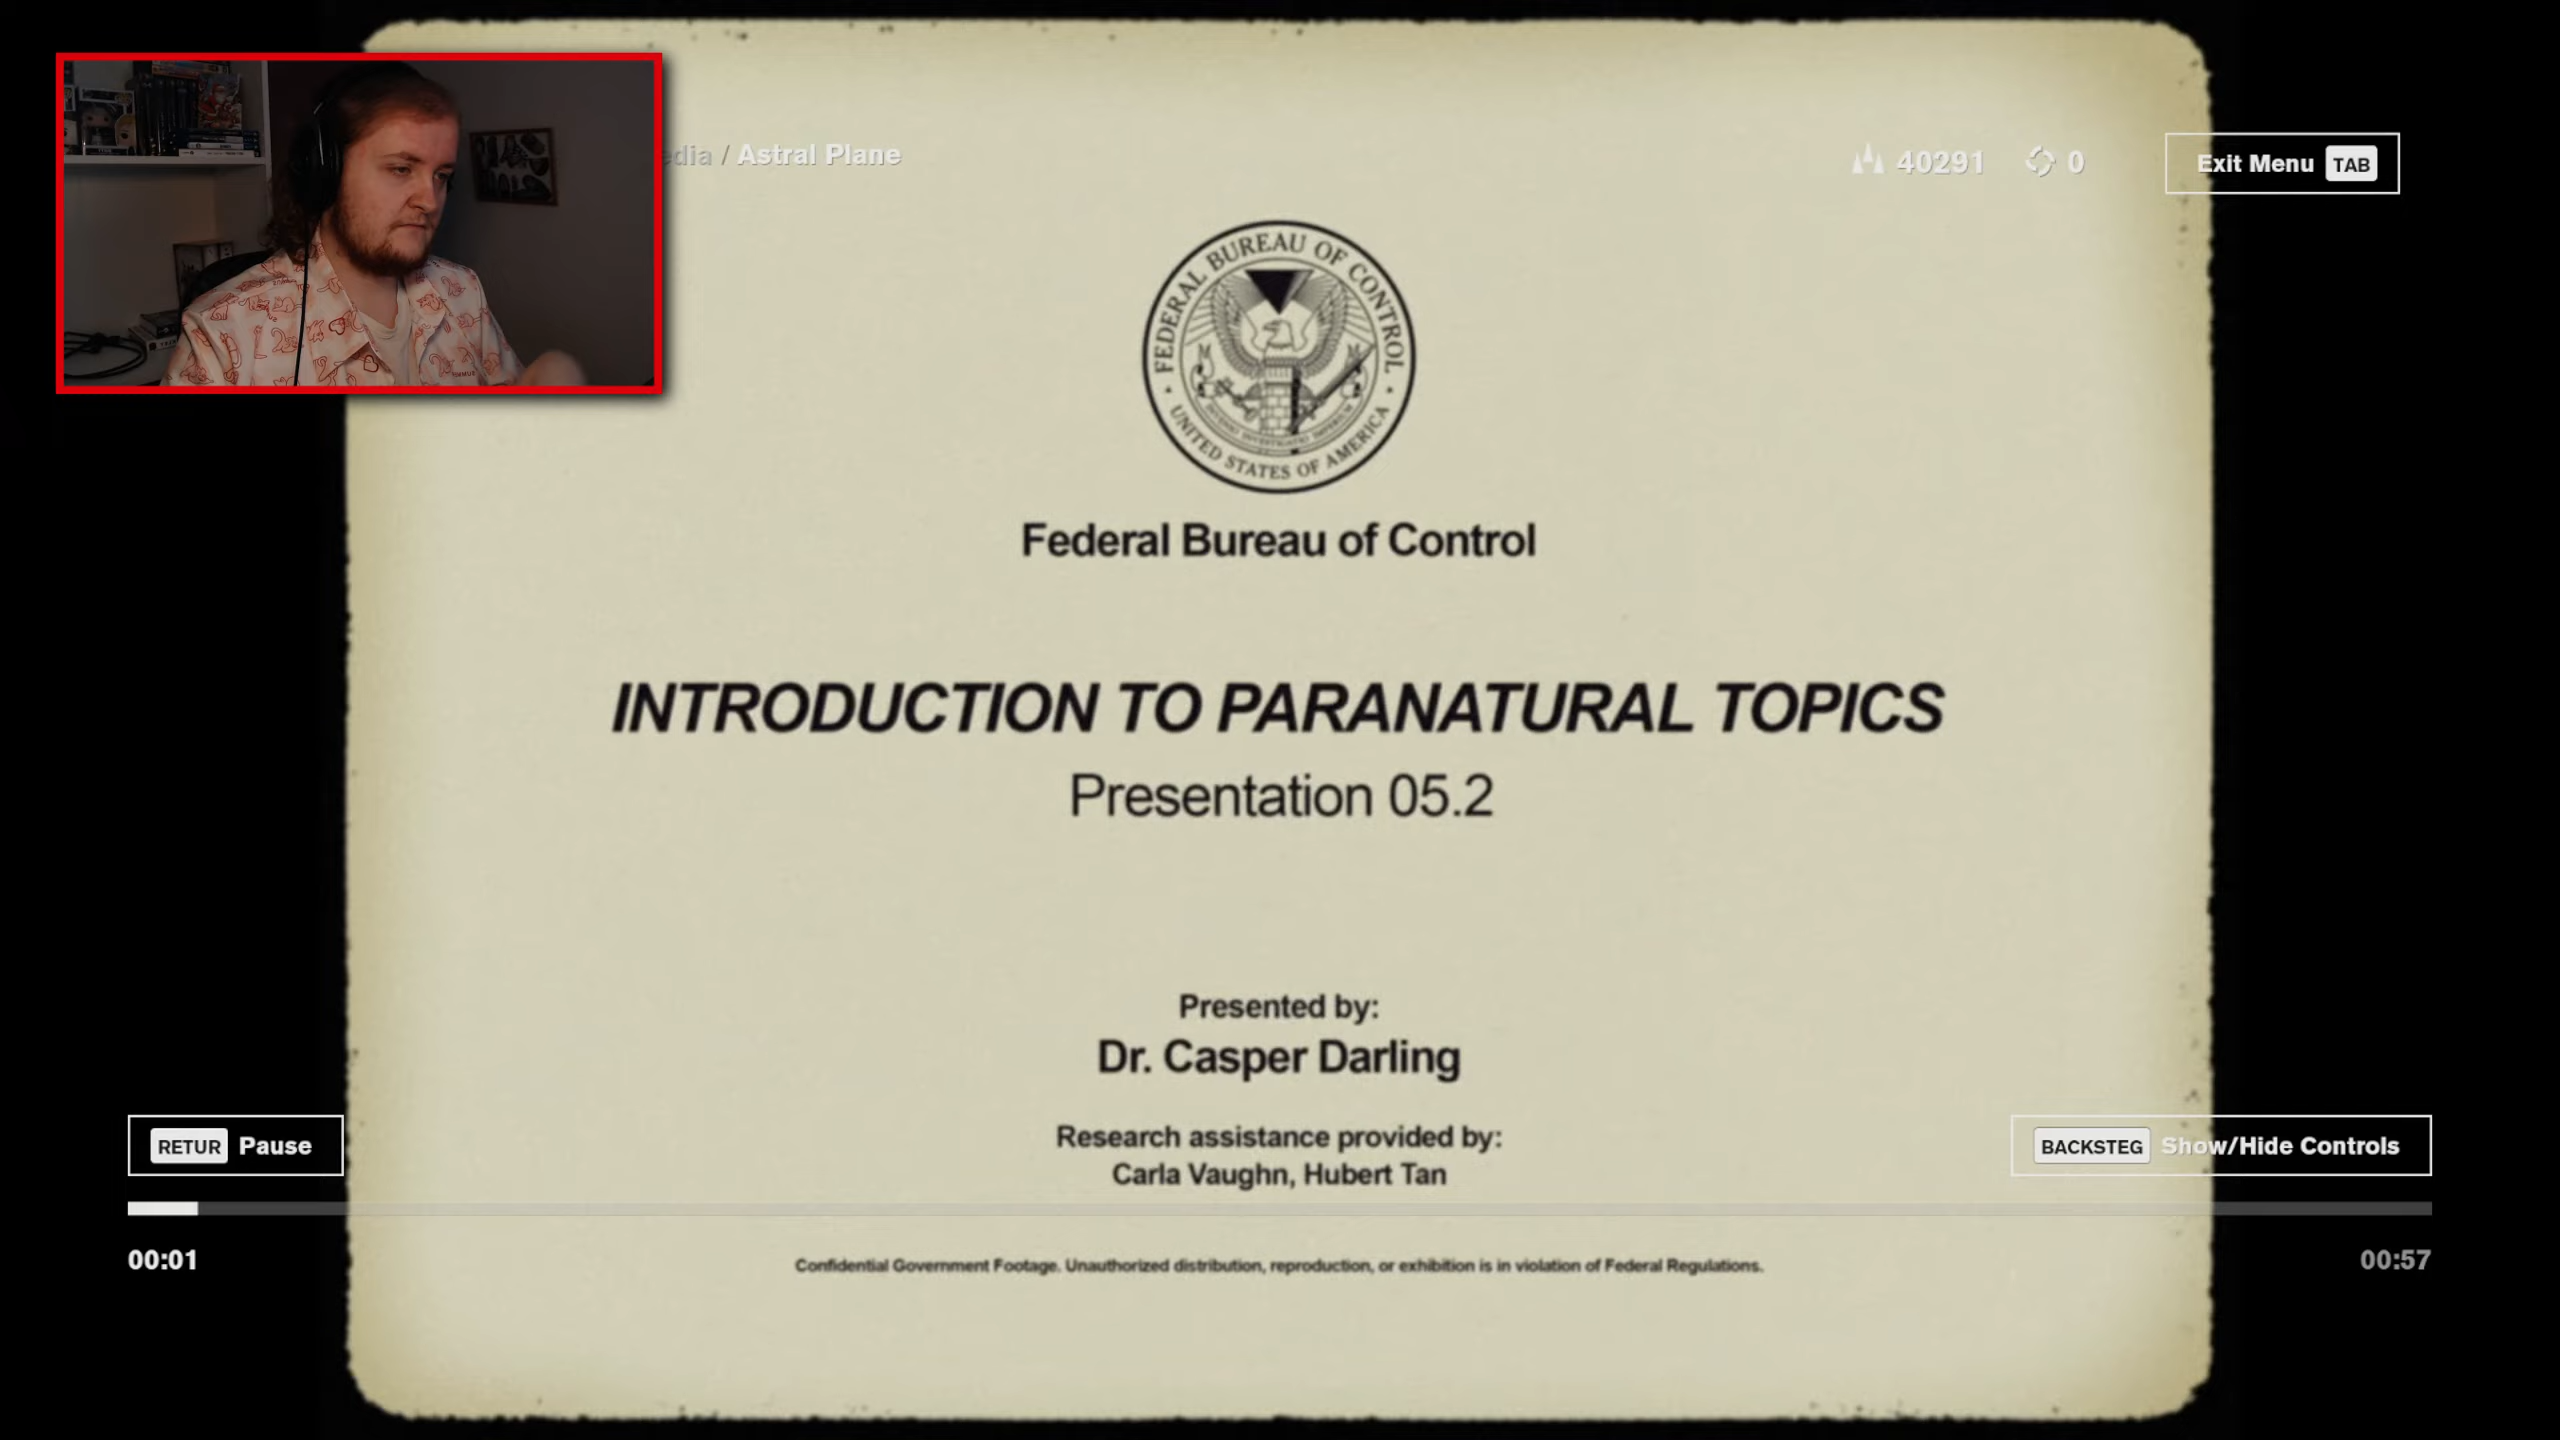 edia / Astral Plane
40291
0
Exit Menu TAB
FEDERAL BUREAU OF CONTROL
UNITED STATES OF AMERICA
Federal Bureau of Control
INTRODUCTION TO PARANATURAL TOPICS
Presentation 05.2
Presented by:
Dr. Casper Darling
Research assistance provided by:
Carla Vaughn, Hubert Tan
RETUR Pause
BACKSTEG Show/Hide Controls
00:01
00:57
Confidential Government Footage. Unauthorized distribution, reproduction, or exhibition is in violation of Federal Regulations.